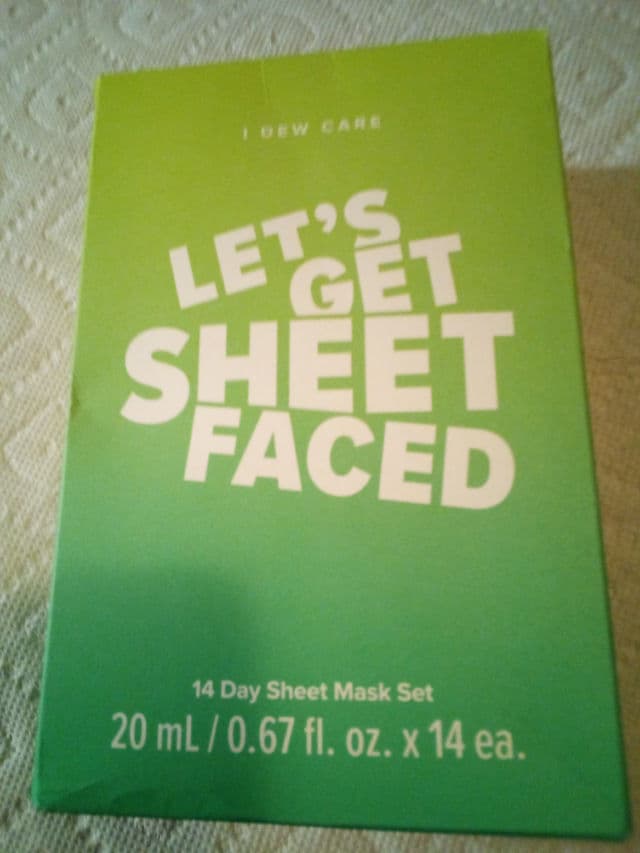 I DEW CARE
LET'S
GET
SHEET
FACED
14 Day Sheet Mask Set
20 mL / 0.67 fl. oz. x 14 ea.